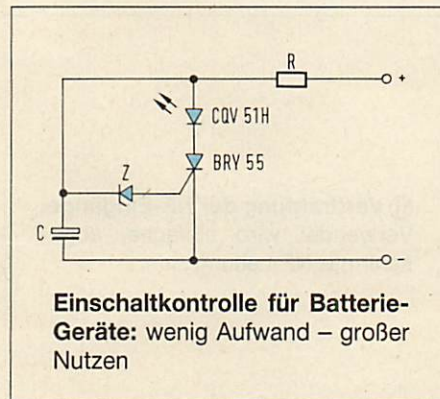 R
+
CQV 51H
BRY 55
Z
C
-
Einschaltkontrolle für Batterie-
Geräte: wenig Aufwand – großer
Nutzen